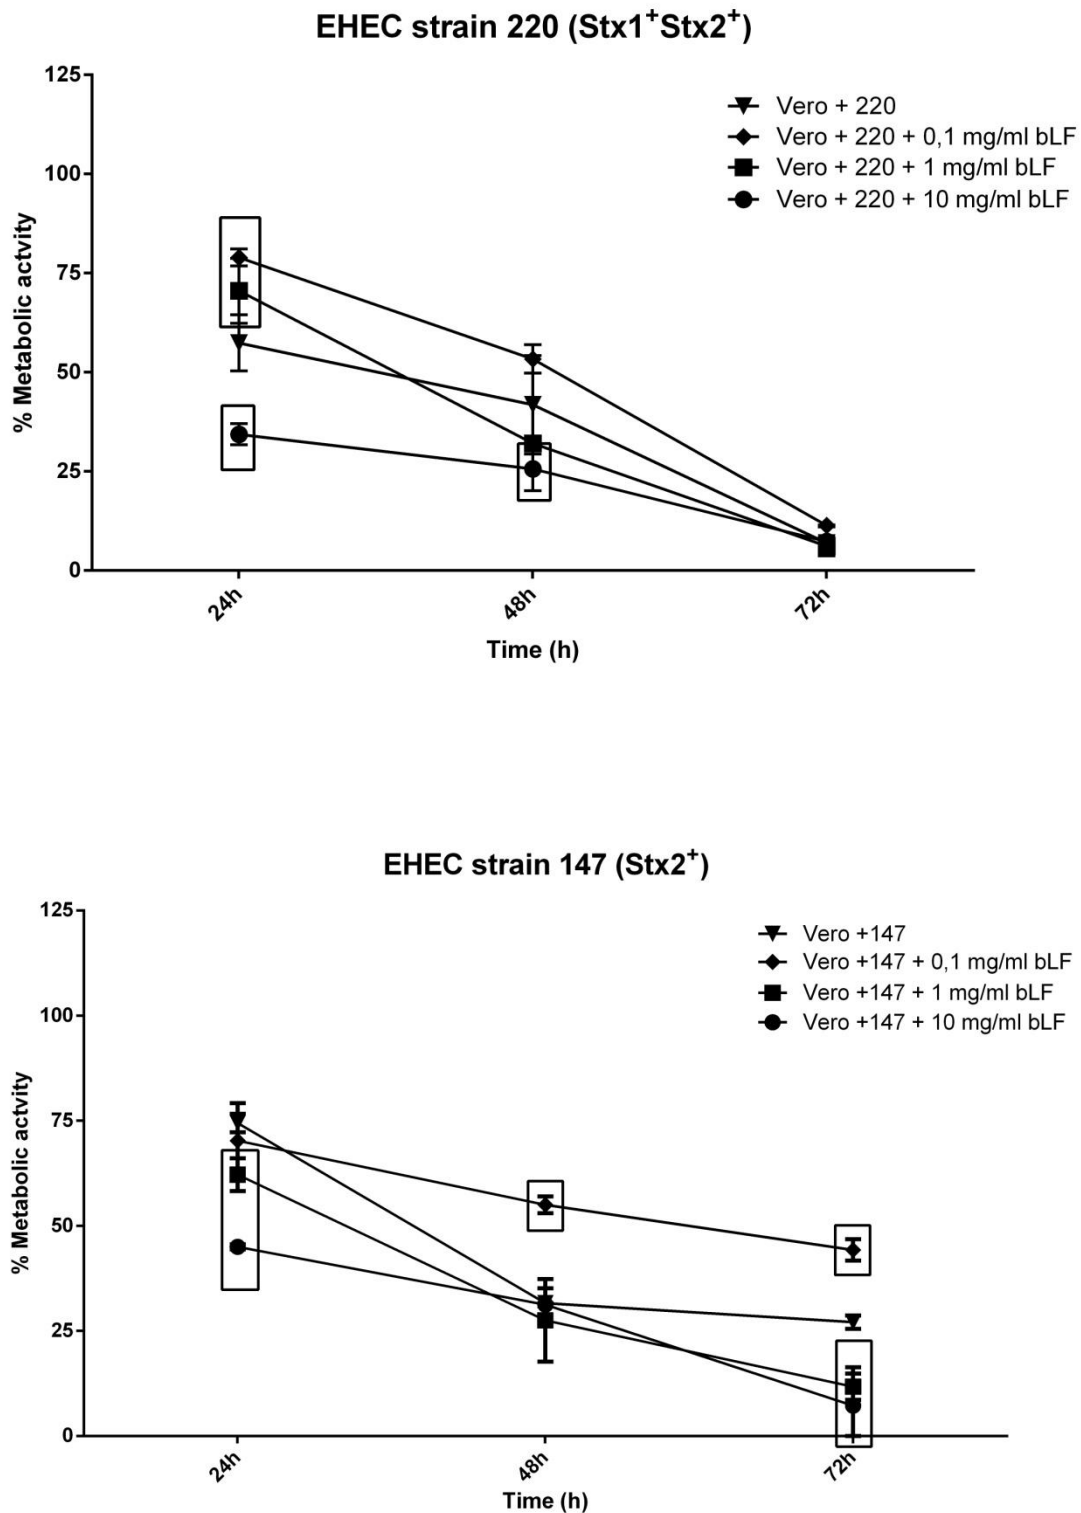 EHEC strain 220 (Stx1⁺Stx2⁺)
125
100
75
50
25
0
% Metabolic actvity
Vero + 220
Vero + 220 + 0,1 mg/ml bLF
Vero + 220 + 1 mg/ml bLF
Vero + 220 + 10 mg/ml bLF
24h
48h
72h
Time (h)
EHEC strain 147 (Stx2⁺)
125
100
75
50
25
0
% Metabolic actvity
Vero +147
Vero +147 + 0,1 mg/ml bLF
Vero +147 + 1 mg/ml bLF
Vero +147 + 10 mg/ml bLF
24h
48h
72h
Time (h)